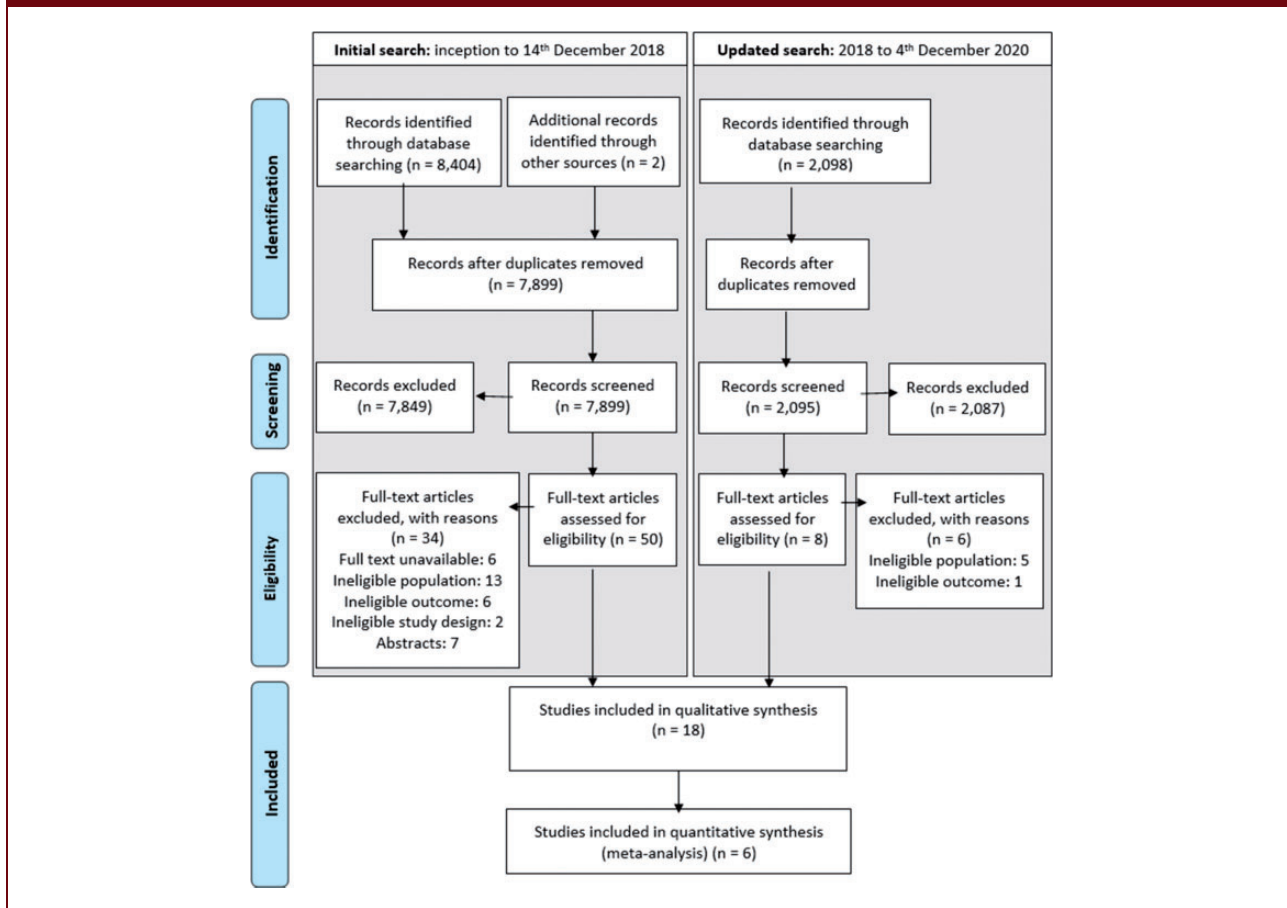 Initial search: inception to 14th December 2018
Updated search: 2018 to 4th December 2020
Identification
Records identified
through database
searching (n = 8,404)
Additional records
identified through
other sources (n = 2)
Records identified through
database searching
(n = 2,098)
Records after duplicates removed
(n = 7,899)
Records after
duplicates removed
Screening
Records excluded
(n = 7,849)
Records screened
(n = 7,899)
Records screened
(n = 2,095)
Records excluded
(n = 2,087)
Eligibility
Full-text articles
excluded, with reasons
(n = 34)
Full text unavailable: 6
Ineligible population: 13
Ineligible outcome: 6
Ineligible study design: 2
Abstracts: 7
Full-text articles
assessed for
eligibility (n = 50)
Full-text articles
assessed for
eligibility (n = 8)
Full-text articles
excluded, with reasons
(n = 6)
Ineligible population: 5
Ineligible outcome: 1
Included
Studies included in qualitative synthesis
(n = 18)
Studies included in quantitative synthesis
(meta-analysis) (n = 6)